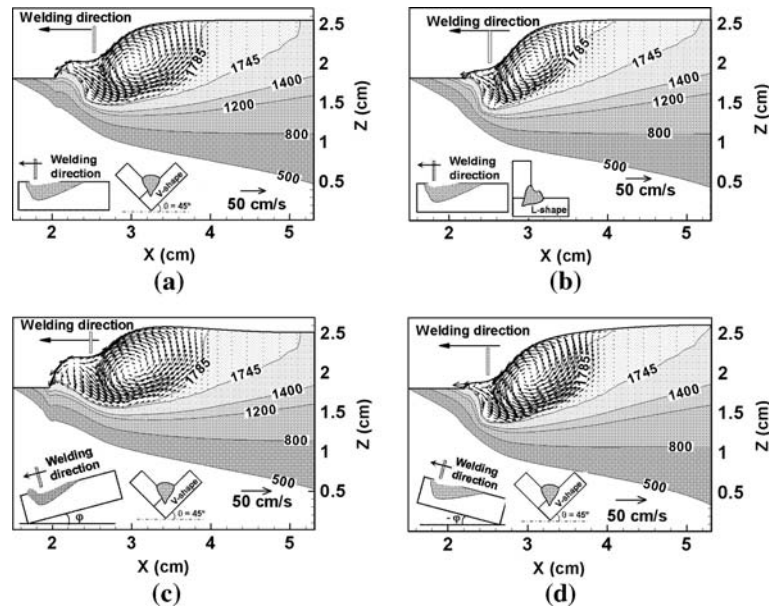 Welding direction
1785
1745
1400
1200
800
500
Welding
direction
V-shape
θ = 45°
50 cm/s
2.5
2
1.5
1
0.5
Z (cm)
2 3 4 5
X (cm)
(a)
Welding direction
1785
1745
1400
1200
800
500
Welding
direction
L-shape
50 cm/s
2.5
2
1.5
1
0.5
Z (cm)
2 3 4 5
X (cm)
(b)
Welding direction
1785
1745
1400
1200
800
500
Welding
direction
φ
V-shape
θ = 45°
50 cm/s
2.5
2
1.5
1
0.5
Z (cm)
2 3 4 5
X (cm)
(c)
Welding direction
1785
1745
1400
1200
800
500
Welding
direction
- φ
V-shape
θ = 45°
50 cm/s
2.5
2
1.5
1
0.5
Z (cm)
2 3 4 5
X (cm)
(d)